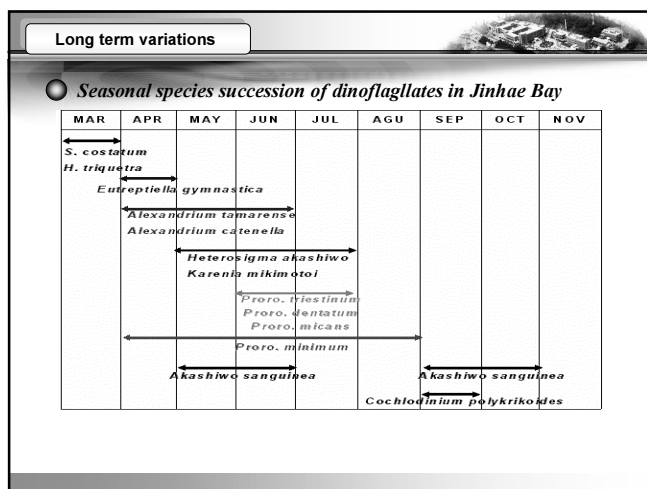 Long term variations
Seasonal species succession of dinoflagllates in Jinhae Bay
MAR APR MAY JUN JUL AGU SEP OCT NOV
S. costatum
H. triquetra
Eutreptiella gymnastica
Alexandrium tamarense
Alexandrium catenella
Heterosigma akashiwo
Karenia mikimotoi
Proro. triestinum
Proro. dentatum
Proro. micans
Proro. minimum
Akashiwo sanguinea Akashiwo sanguinea
Cochlodinium polykrikoides